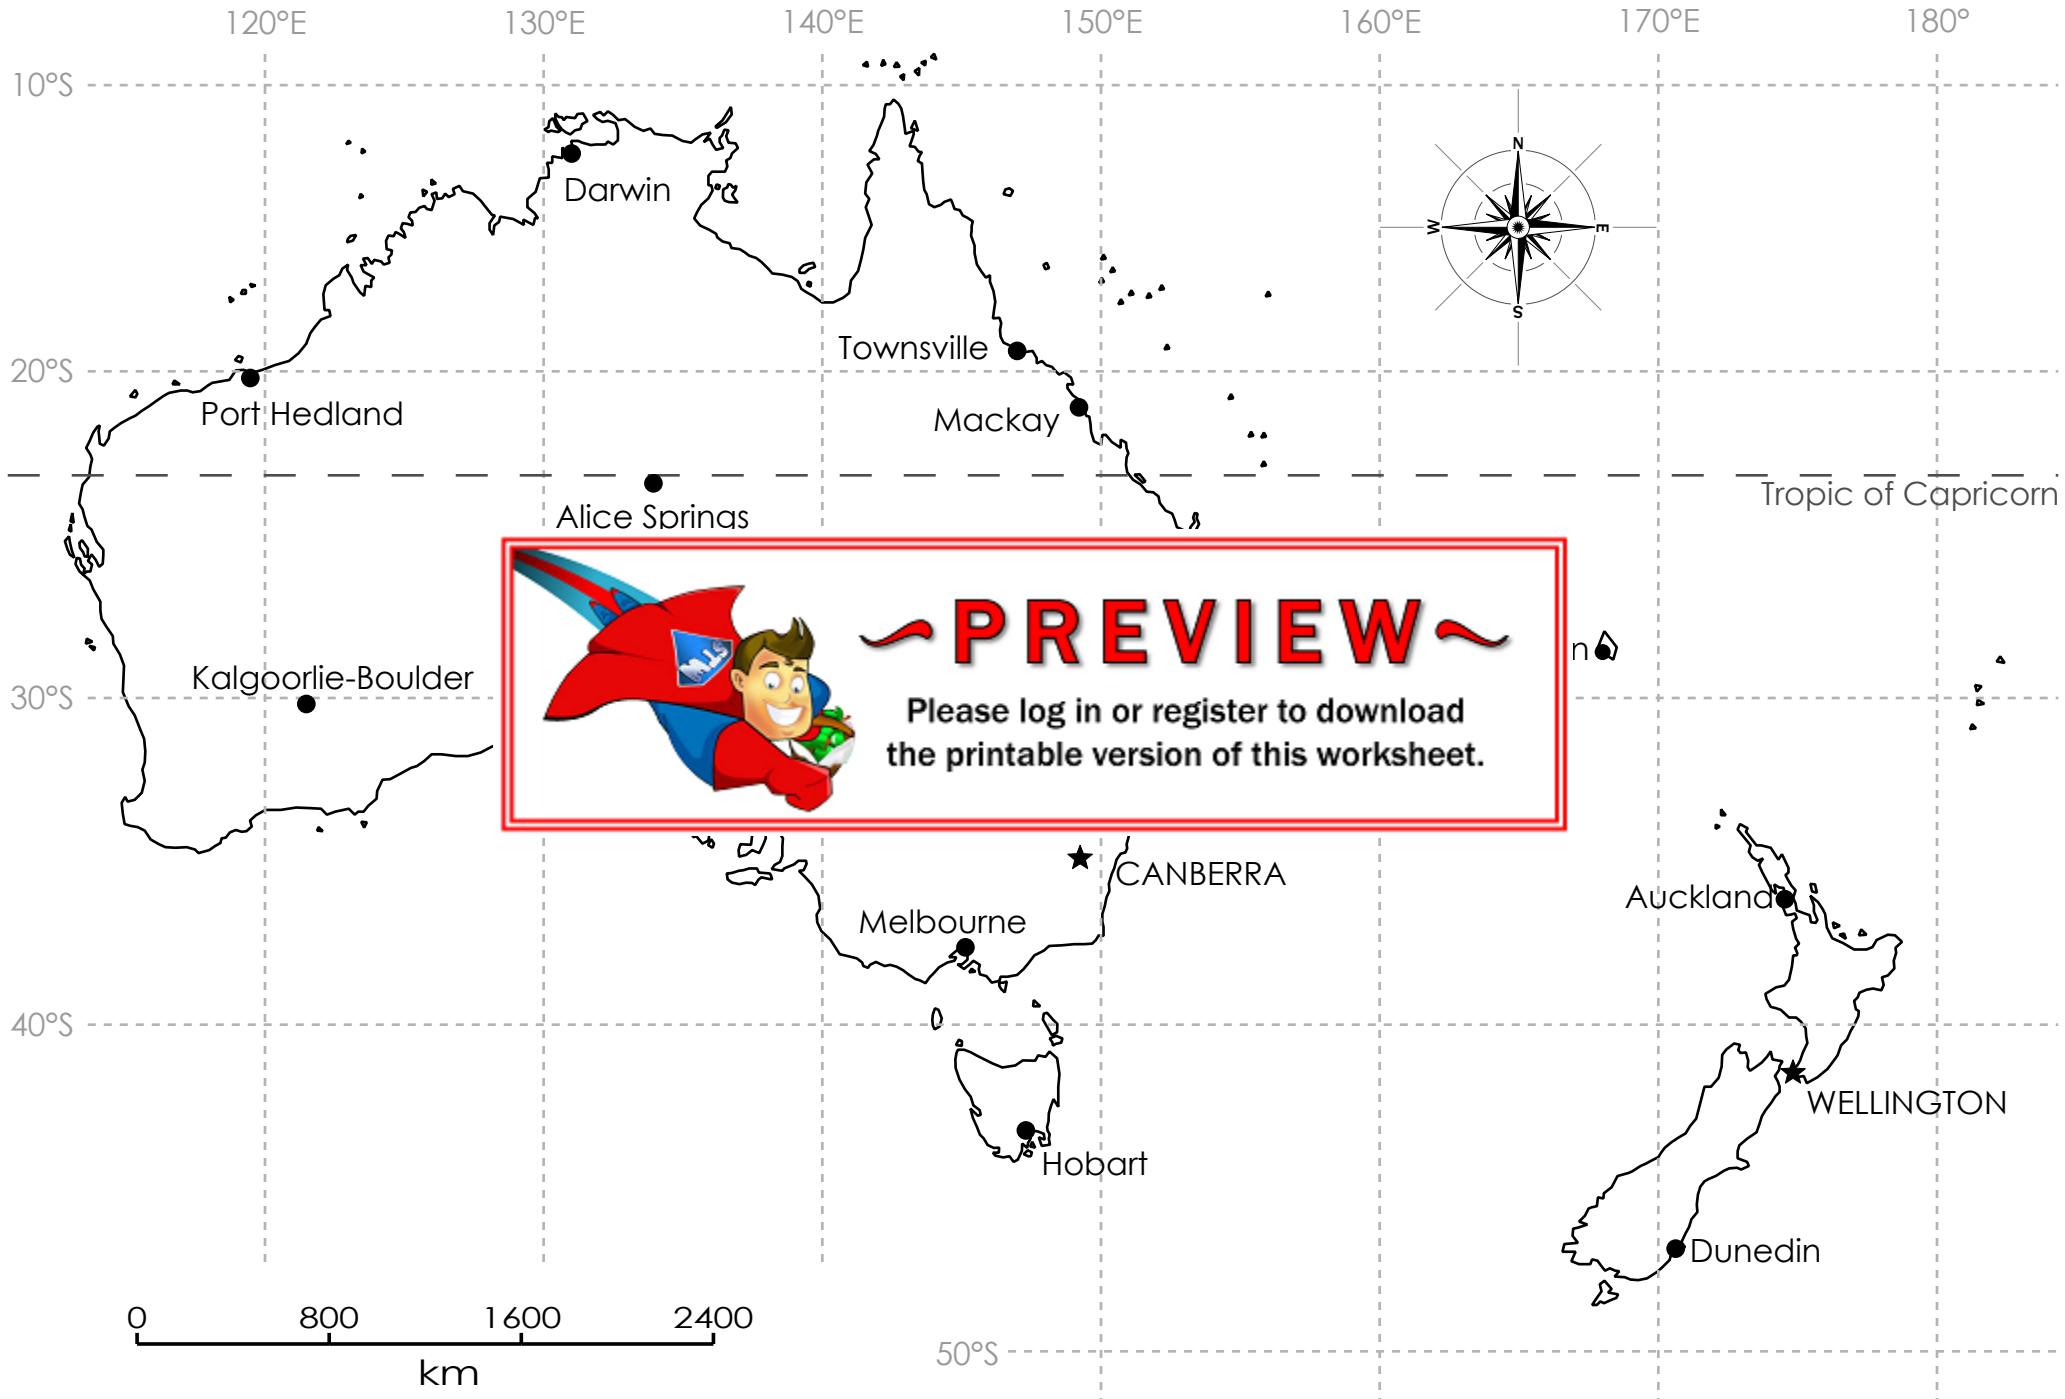 120°E 130°E 140°E 150°E 160°E 170°E 180°
10°S
N
W E
S
Darwin
Townsville
20°S
Port Hedland
Mackay
Tropic of Capricorn
Alice Springs
PREVIEW
n
Kalgoorlie-Boulder
30°S
Please log in or register to download
the printable version of this worksheet.
CANBERRA
Auckland
Melbourne
40°S
WELLINGTON
Hobart
Dunedin
0 800 1600 2400
km
50°S